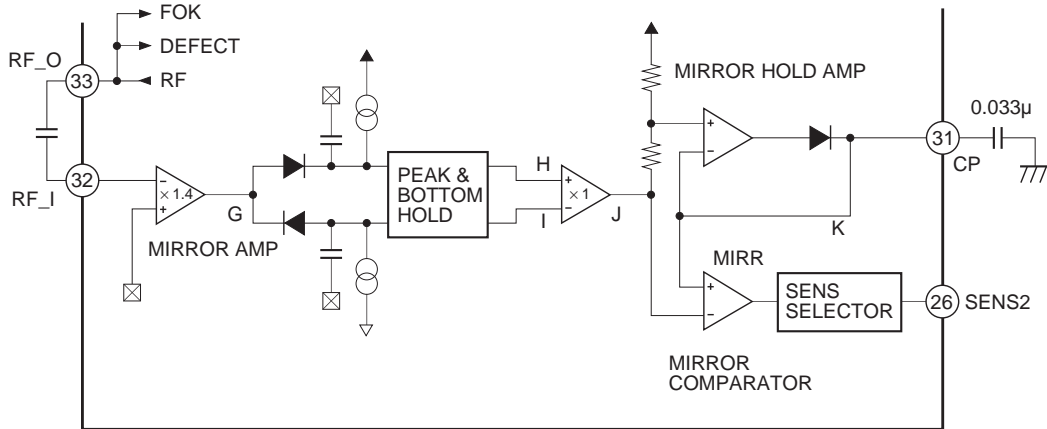 FOK
DEFECT
RF_O
33
RF
MIRROR HOLD AMP
0.033μ
31
CP
RF_I
32
×1.4
G
MIRROR AMP
PEAK &
BOTTOM
HOLD
H
I
×1
J
K
MIRR
SENS
SELECTOR
26
SENS2
MIRROR
COMPARATOR